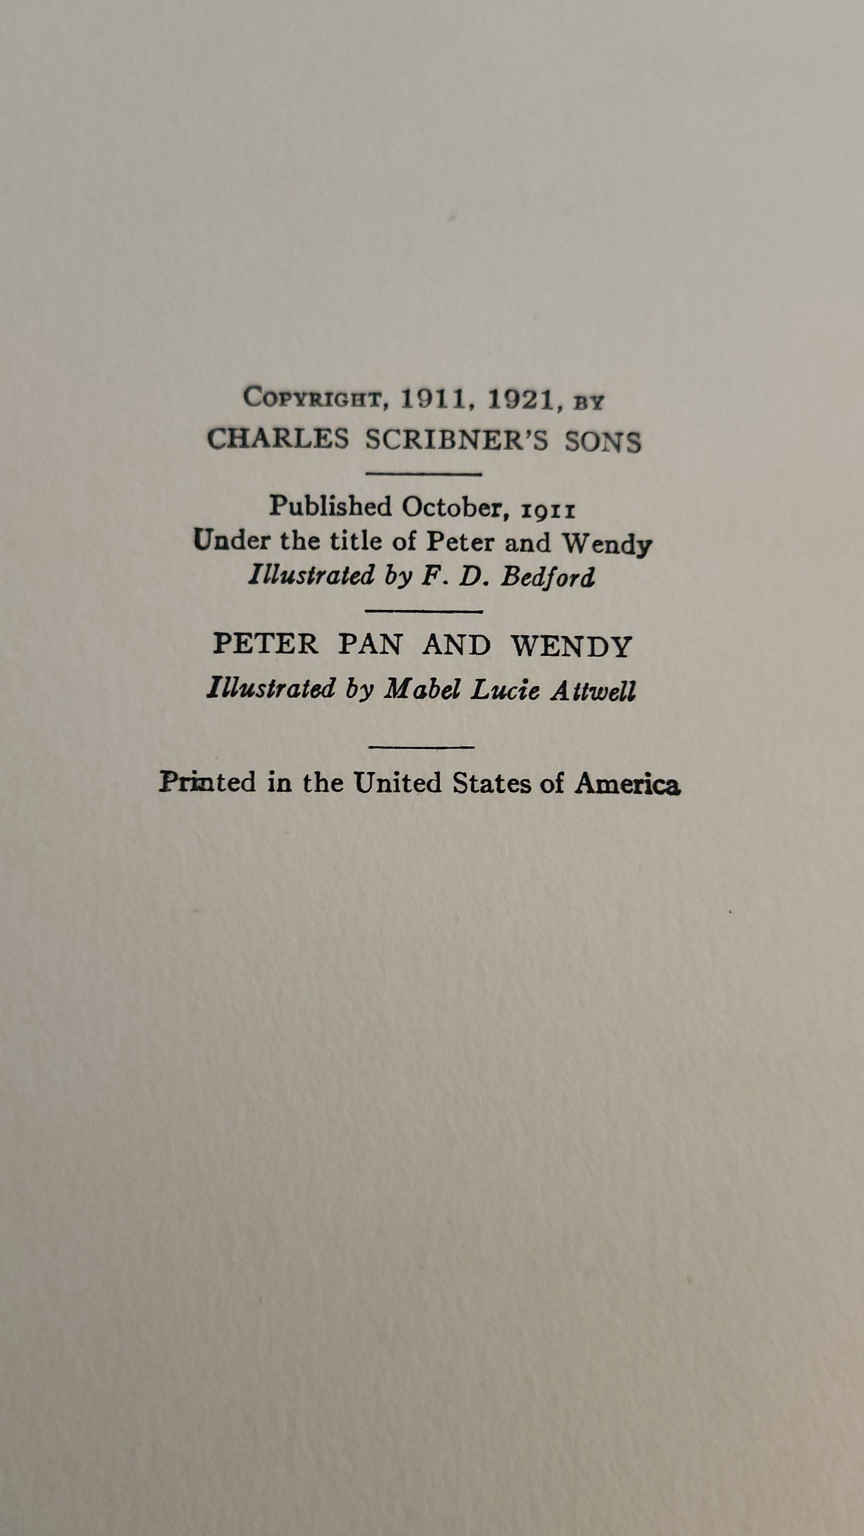 COPYRIGHT, 1911, 1921, BY
CHARLES SCRIBNER'S SONS
Published October, 1911
Under the title of Peter and Wendy
Illustrated by F. D. Bedford
PETER PAN AND WENDY
Illustrated by Mabel Lucie Attwell
Printed in the United States of America